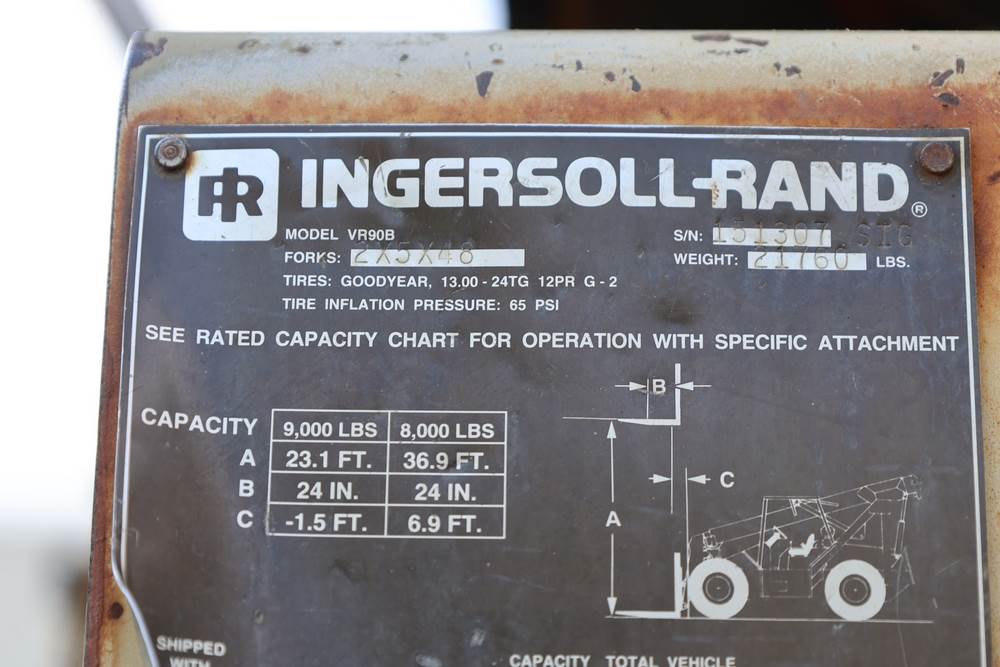 IR INGERSOLL-RAND®
MODEL VR90B
S/N: 151307 SIG
FORKS: 2X5X48
WEIGHT: 21760 LBS.
TIRES: GOODYEAR, 13.00 - 24TG 12PR G - 2
TIRE INFLATION PRESSURE: 65 PSI
SEE RATED CAPACITY CHART FOR OPERATION WITH SPECIFIC ATTACHMENT
B
CAPACITY 9,000 LBS 8,000 LBS
A 23.1 FT. 36.9 FT.
B 24 IN. 24 IN.
C -1.5 FT. 6.9 FT.
C
A
SHIPPED
WITH
CAPACITY TOTAL VEHICLE